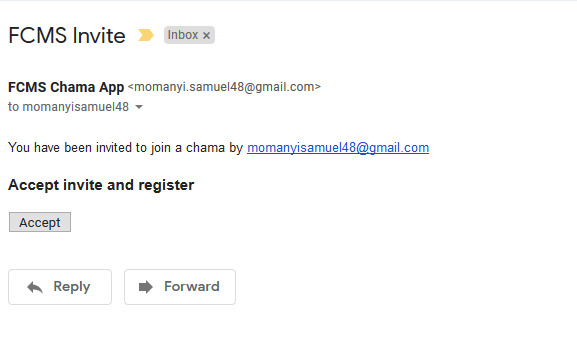 FCMS Invite Inbox ×
FCMS Chama App <momanyi.samuel48@gmail.com>
to momanyisamuel48
You have been invited to join a chama by momanyisamuel48@gmail.com
Accept invite and register
Accept
Reply Forward